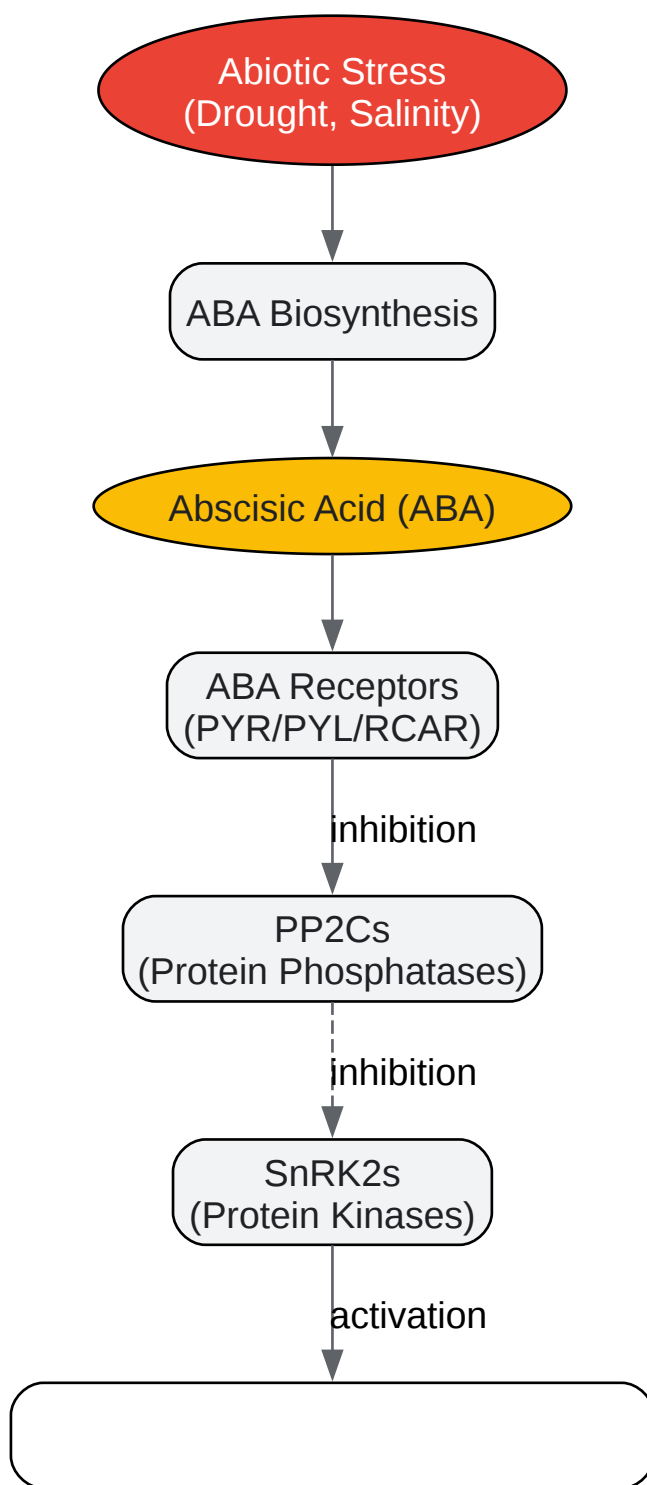 Abiotic Stress
(Drought, Salinity)
ABA Biosynthesis
Abscisic Acid (ABA)
ABA Receptors
(PYR/PYL/RCAR)
inhibition
PP2Cs
(Protein Phosphatases)
inhibition
SnRK2s
(Protein Kinases)
activation